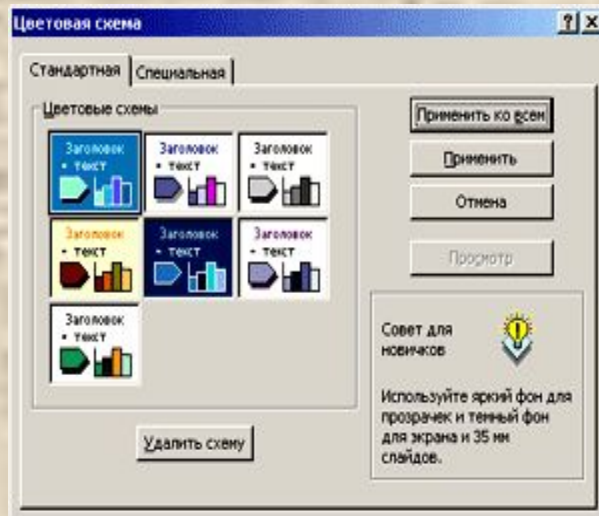 Цветовая схема
Стандартная
Специальная
Цветовые схемы
Заголовок
• текст
Заголовок
• текст
Заголовок
• текст
Заголовок
• текст
Заголовок
• текст
Заголовок
• текст
Заголовок
• текст
Удалить схему
Применить ко всем
Применить
Отмена
Просмотр
Совет для
новичков
Используйте яркий фон для
прозрачек и темный фон
для экрана и 35 мм
слайдов.